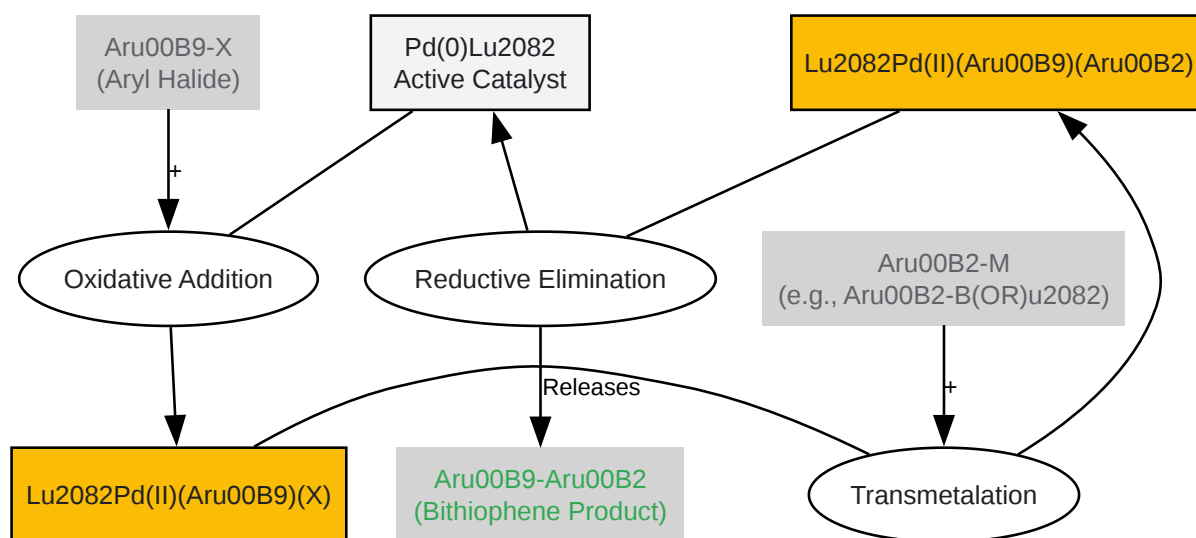 Aru00B9-X
(Aryl Halide)
Pd(0)Lu2082
Active Catalyst
Lu2082Pd(II)(Aru00B9)(Aru00B2)
+
Oxidative Addition
Reductive Elimination
Aru00B2-M
(e.g., Aru00B2-B(OR)u2082)
Releases
+
Lu2082Pd(II)(Aru00B9)(X)
Aru00B9-Aru00B2
(Bithiophene Product)
Transmetalation